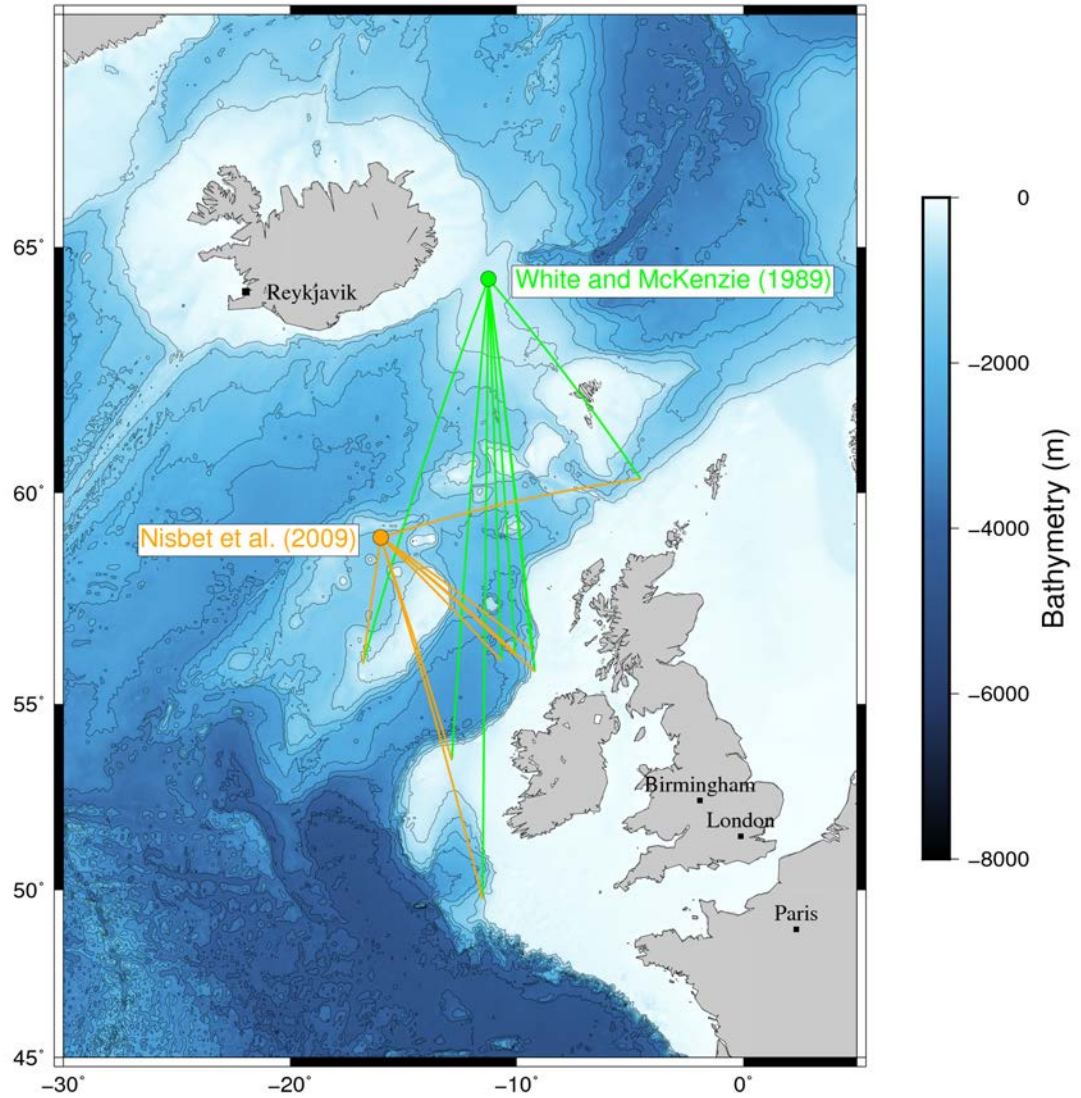 65°
60°
55°
50°
45°
−30°
−20°
−10°
0°
Reykjavik
White and McKenzie (1989)
Nisbet et al. (2009)
Birmingham
London
Paris
0
−2000
−4000
−6000
−8000
Bathymetry (m)